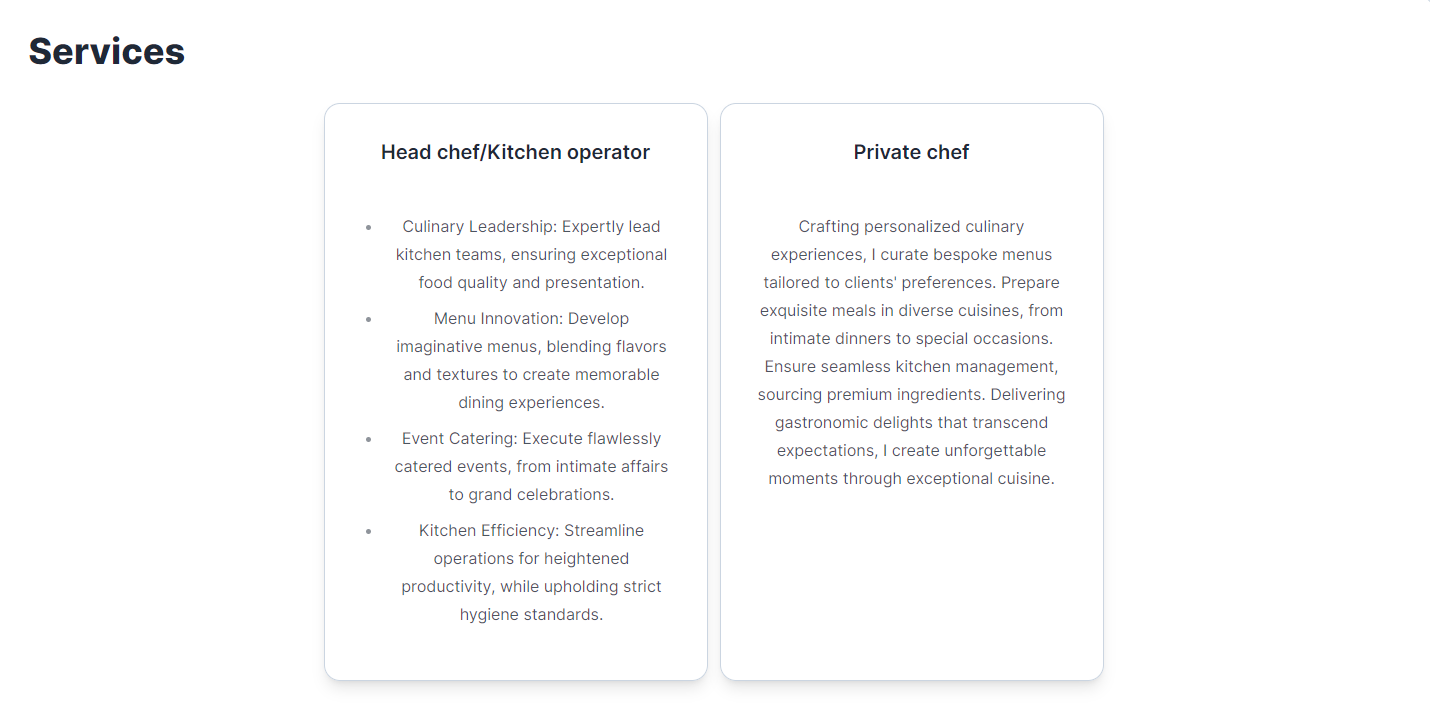 Services
Head chef/Kitchen operator
• Culinary Leadership: Expertly lead
kitchen teams, ensuring exceptional
food quality and presentation.
• Menu Innovation: Develop
imaginative menus, blending flavors
and textures to create memorable
dining experiences.
• Event Catering: Execute flawlessly
catered events, from intimate affairs
to grand celebrations.
• Kitchen Efficiency: Streamline
operations for heightened
productivity, while upholding strict
hygiene standards.
Private chef
Crafting personalized culinary
experiences, I curate bespoke menus
tailored to clients' preferences. Prepare
exquisite meals in diverse cuisines, from
intimate dinners to special occasions.
Ensure seamless kitchen management,
sourcing premium ingredients. Delivering
gastronomic delights that transcend
expectations, I create unforgettable
moments through exceptional cuisine.